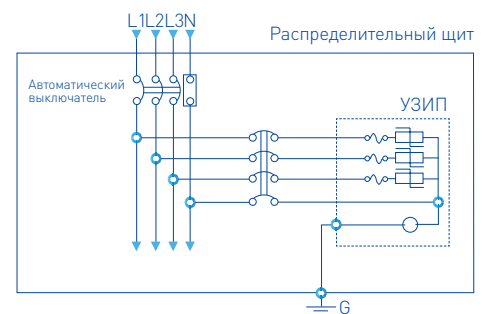 L1L2L3N
Распределительный щит
Автоматический
выключатель
УЗИП
G